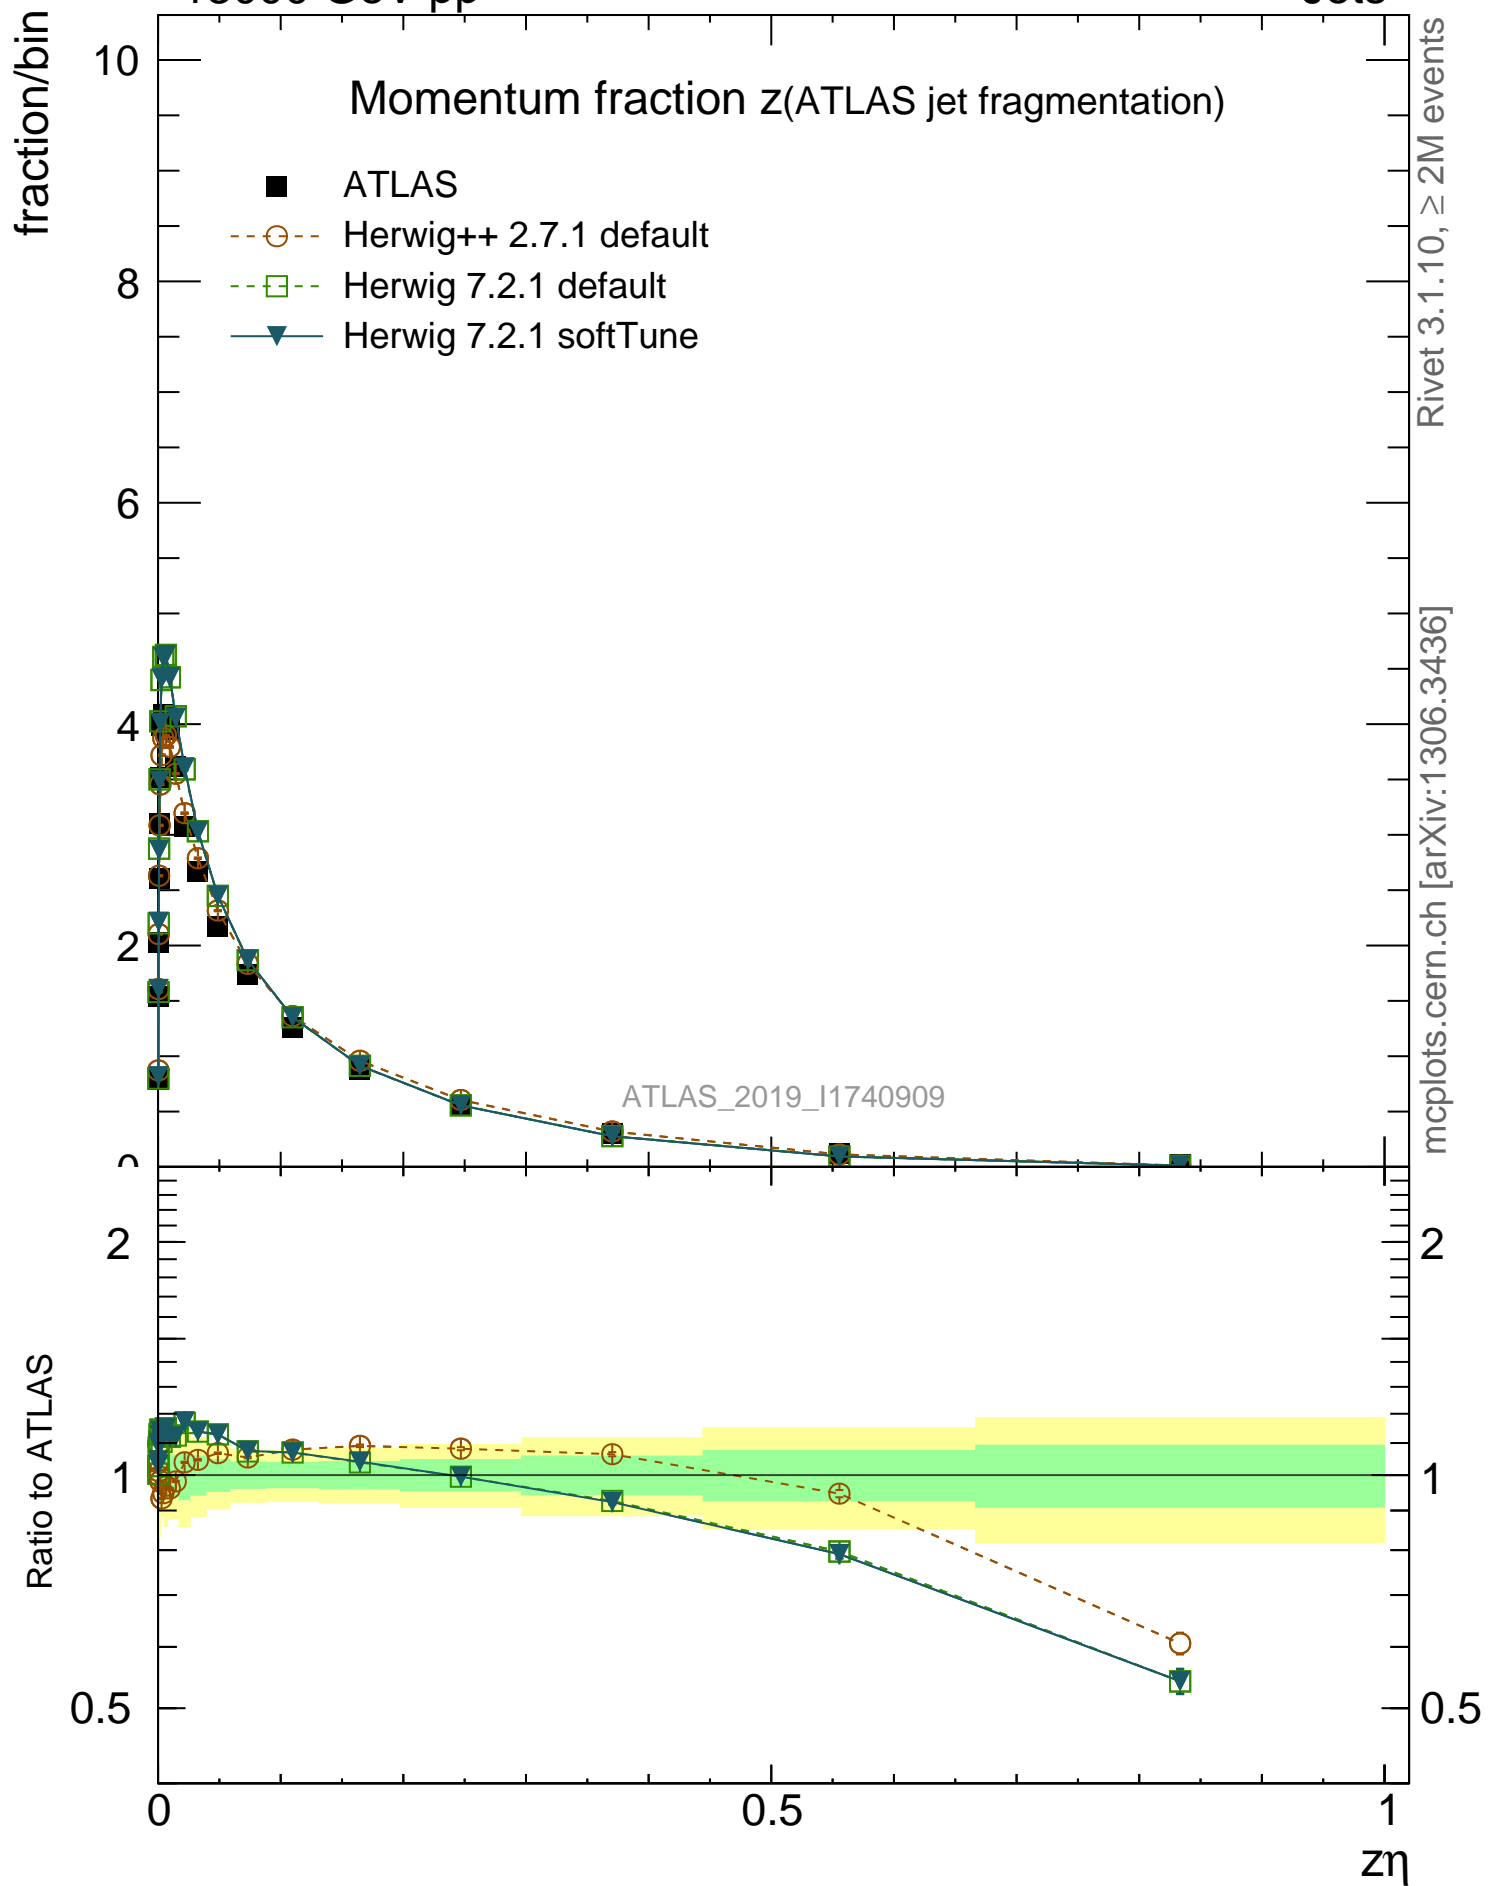 fraction/bin
Momentum fraction z(ATLAS jet fragmentation)
ATLAS
Herwig++ 2.7.1 default
Herwig 7.2.1 default
Herwig 7.2.1 softTune
10
8
6
4
2
0
ATLAS_2019_I1740909
Rivet 3.1.10, ≥ 2M events
mcplots.cern.ch [arXiv:1306.3436]
Ratio to ATLAS
2
1
0.5
2
1
0.5
0
0.5
1
zη